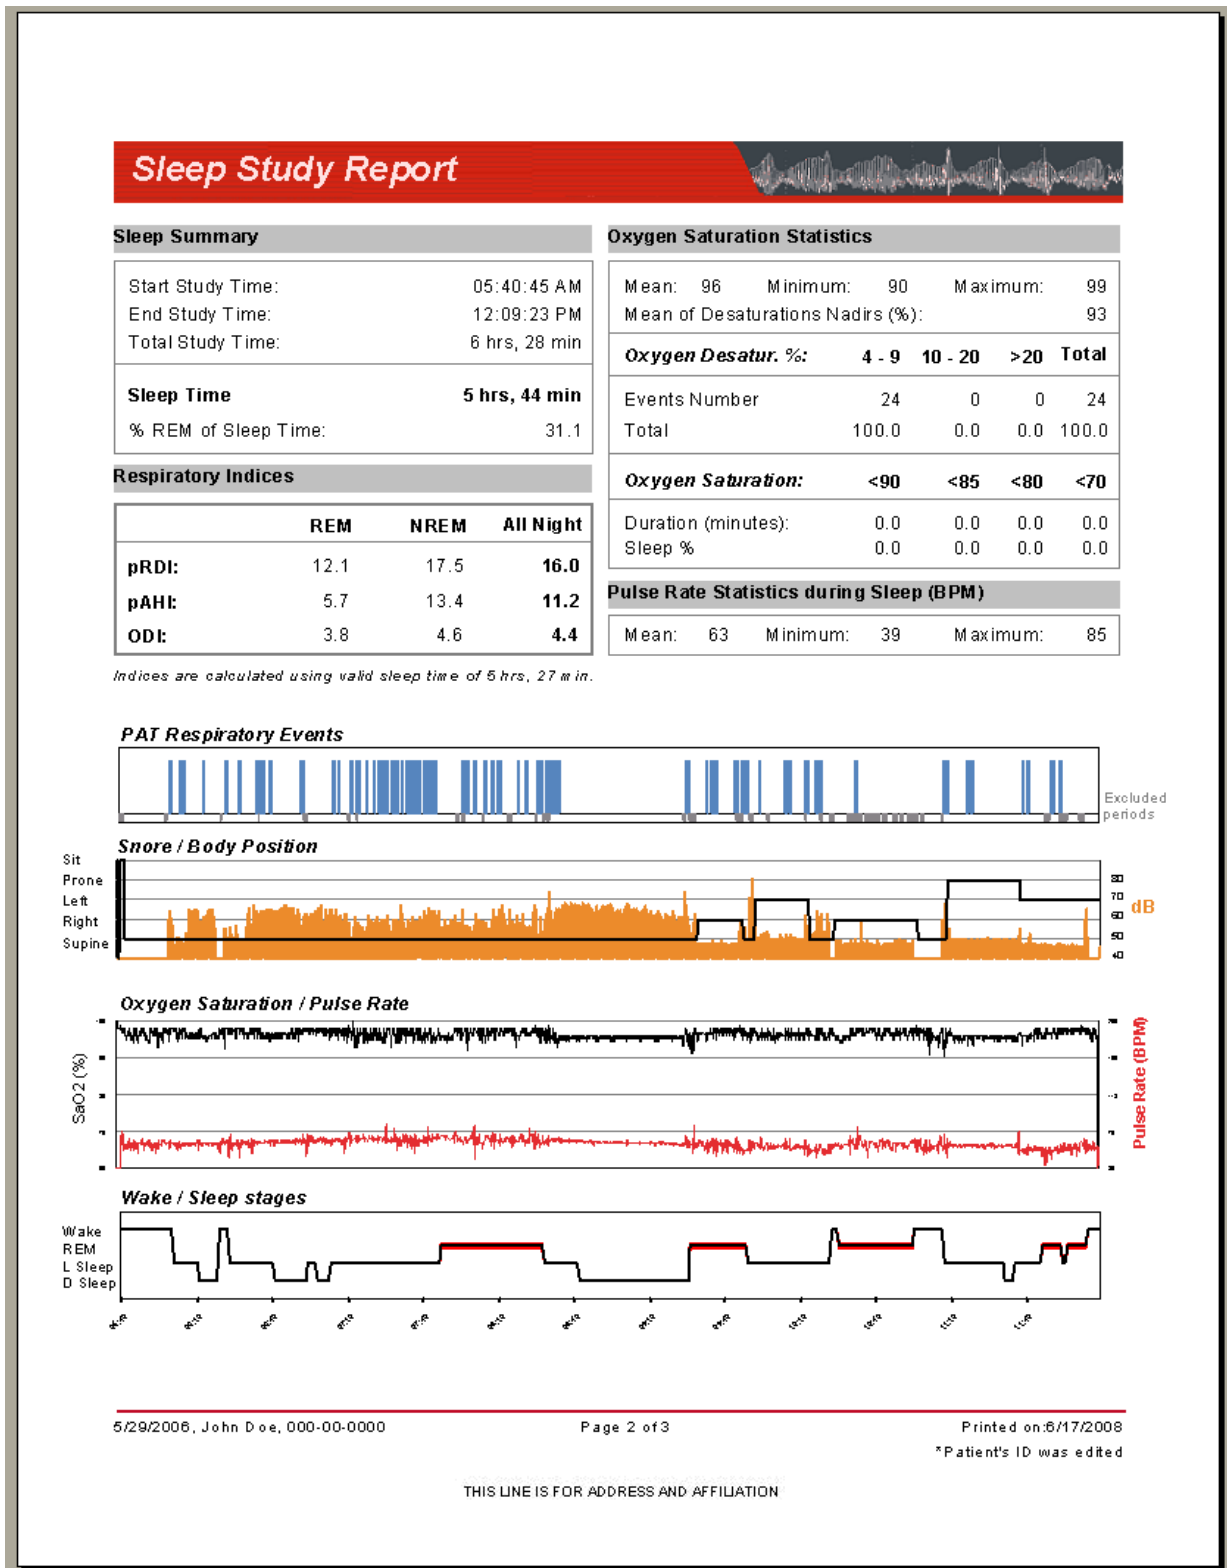 Sleep Study Report
Sleep Summary
Start Study Time: 05:40:45 AM
End Study Time: 12:09:23 PM
Total Study Time: 6 hrs, 28 min
Sleep Time 5 hrs, 44 min
% REM of Sleep Time: 31.1
Respiratory Indices
REM NREM All Night
pRDI: 12.1 17.5 16.0
pAHI: 5.7 13.4 11.2
ODI: 3.8 4.6 4.4
Indices are calculated using valid sleep time of 5 hrs, 27 min.
Oxygen Saturation Statistics
Mean: 96 Minimum: 90 Maximum: 99
Mean of Desaturations Nadirs (%): 93
Oxygen Desatur. %: 4 - 9 10 - 20 >20 Total
Events Number 24 0 0 24
Total 100.0 0.0 0.0 100.0
Oxygen Saturation: <90 <85 <80 <70
Duration (minutes): 0.0 0.0 0.0 0.0
Sleep % 0.0 0.0 0.0 0.0
Pulse Rate Statistics during Sleep (BPM)
Mean: 63 Minimum: 39 Maximum: 85
PAT Respiratory Events
Excluded
periods
Snore / Body Position
Sit
Prone
Left
Right
Supine
80
70
60
50
40
dB
Oxygen Saturation / Pulse Rate
SaO2 (%)
Pulse Rate (BPM)
Wake / Sleep stages
Wake
REM
L Sleep
D Sleep
5/29/2006, John Doe, 000-00-0000 Page 2 of 3 Printed on:6/17/2008
*Patient's ID was edited
THIS LINE IS FOR ADDRESS AND AFFILIATION